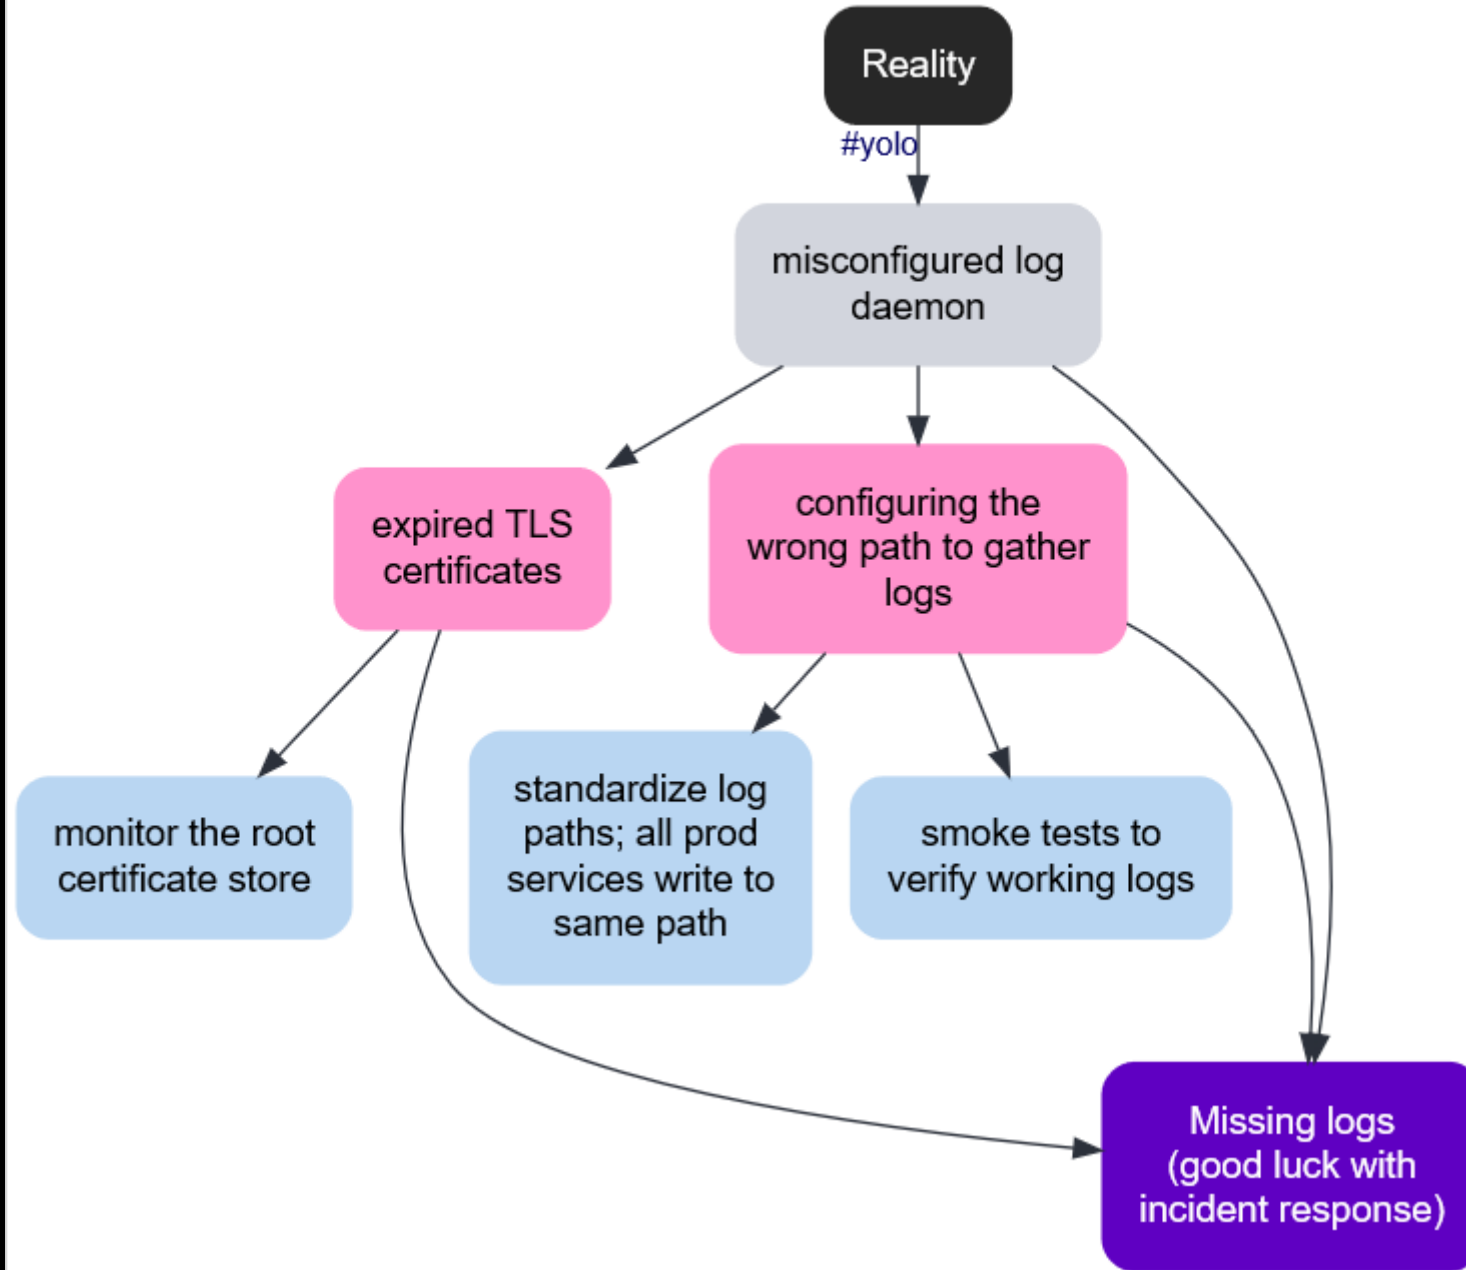 Reality
#yolo
misconfigured log
daemon
expired TLS
certificates
configuring the
wrong path to gather
logs
monitor the root
certificate store
standardize log
paths; all prod
services write to
same path
smoke tests to
verify working logs
Missing logs
(good luck with
incident response)